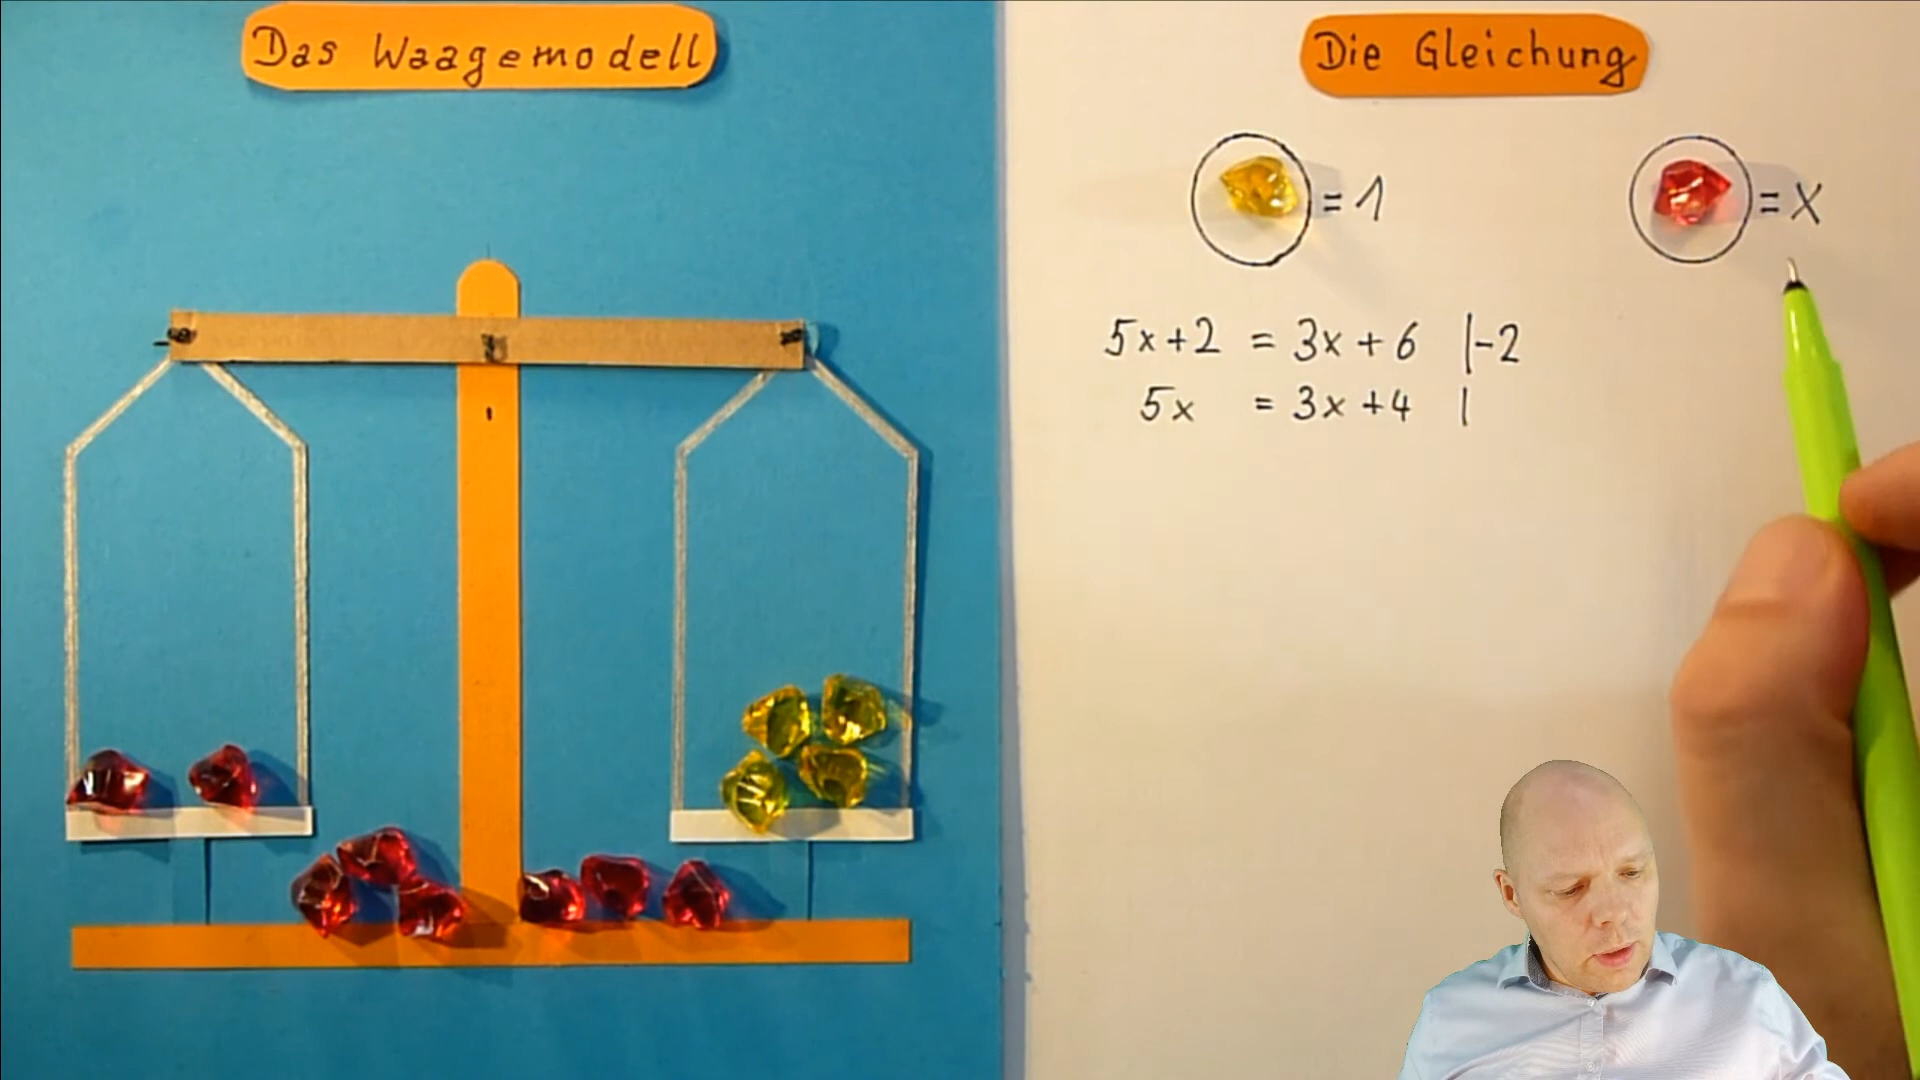 Das Waagemodell
Die Gleichung
= 1
= x
5x+2 = 3x+6 |-2
5x = 3x+4 |